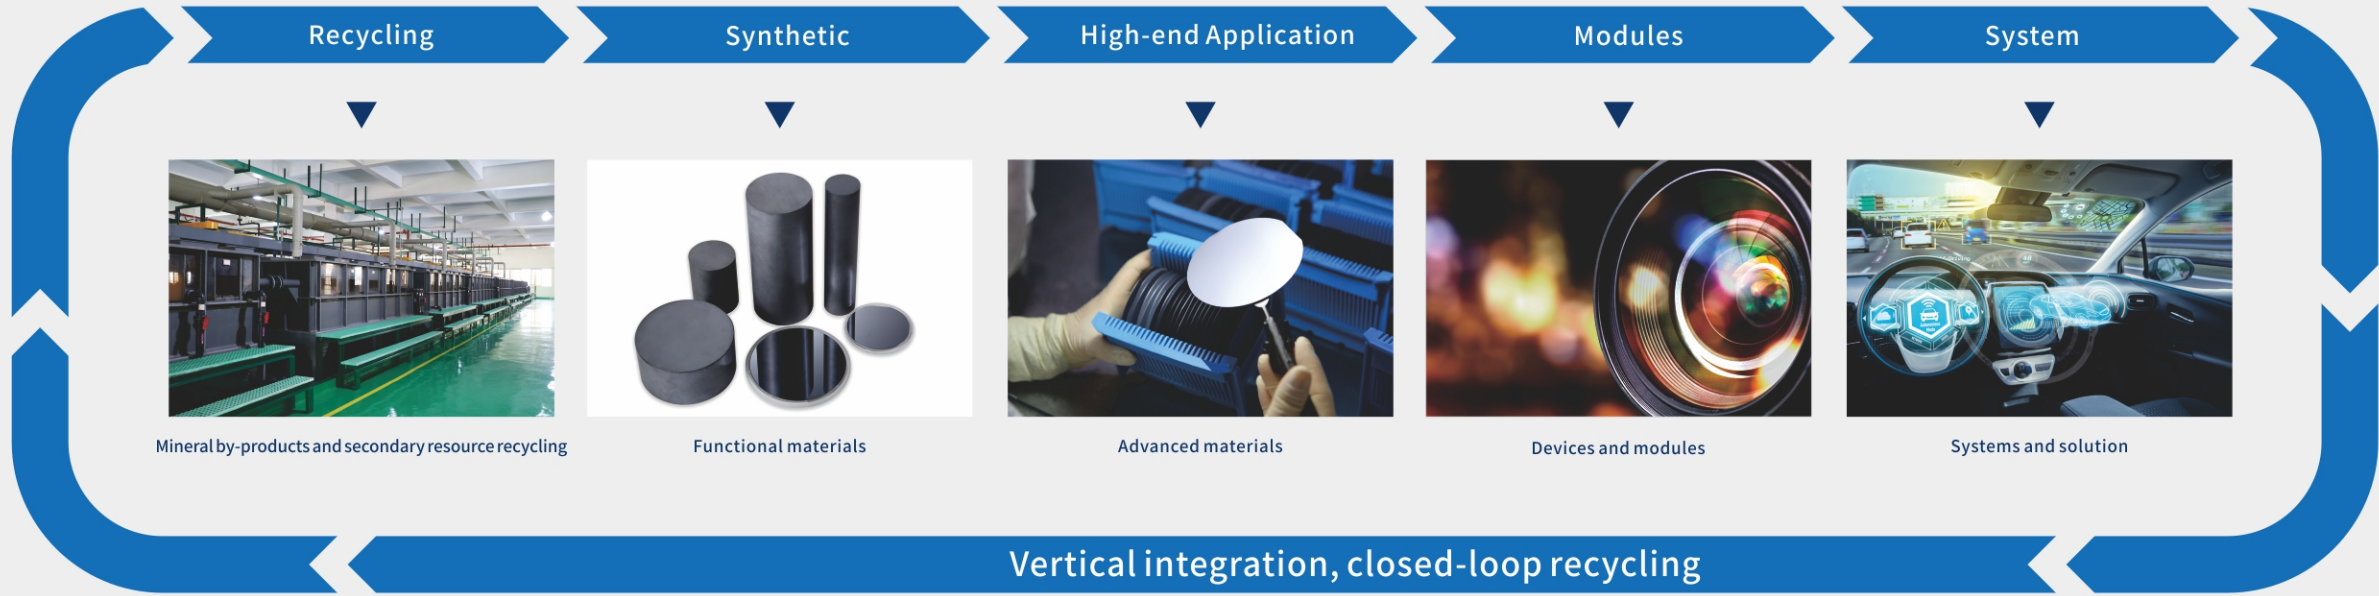 Recycling
Synthetic
High-end Application
Modules
System
Mineral by-products and secondary resource recycling
Functional materials
Advanced materials
Devices and modules
Systems and solution
Vertical integration, closed-loop recycling